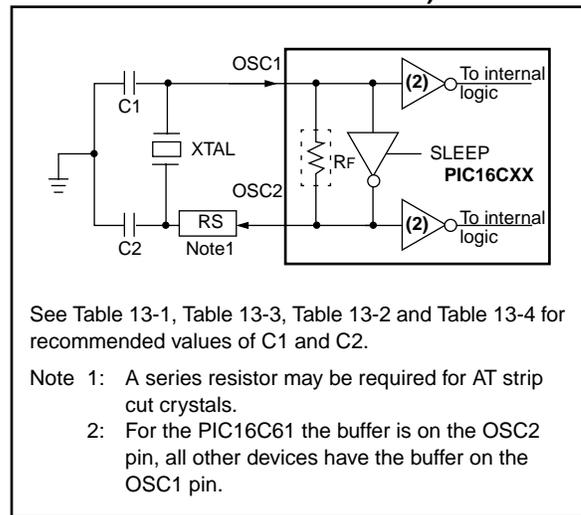 OSC1
To internal
logic
(2)
C1
XTAL
RF
SLEEP
PIC16CXX
OSC2
C2
RS
Note1
(2)
To internal
logic
See Table 13-1, Table 13-3, Table 13-2 and Table 13-4 for
recommended values of C1 and C2.
Note 1: A series resistor may be required for AT strip
cut crystals.
2: For the PIC16C61 the buffer is on the OSC2
pin, all other devices have the buffer on the
OSC1 pin.